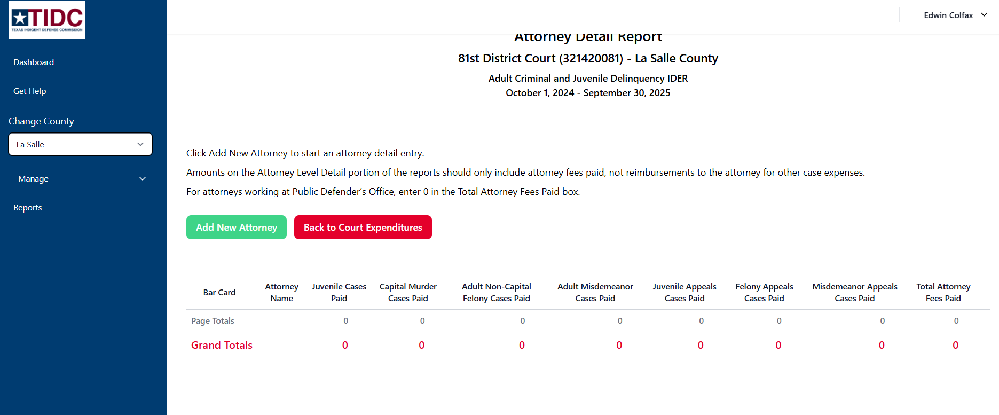 TIDC
TEXAS INDIGENT DEFENSE COMMISSION
Edwin Colfax
Dashboard
Get Help
Change County
La Salle
Manage
Reports
Attorney Detail Report
81st District Court (321420081) - La Salle County
Adult Criminal and Juvenile Delinquency IDER
October 1, 2024 - September 30, 2025
Click Add New Attorney to start an attorney detail entry.
Amounts on the Attorney Level Detail portion of the reports should only include attorney fees paid, not reimbursements to the attorney for other case expenses.
For attorneys working at Public Defender’s Office, enter 0 in the Total Attorney Fees Paid box.
Add New Attorney Back to Court Expenditures
Bar Card Attorney Name Juvenile Cases Paid Capital Murder Cases Paid Adult Non-Capital Felony Cases Paid Adult Misdemeanor Cases Paid Juvenile Appeals Cases Paid Felony Appeals Cases Paid Misdemeanor Appeals Cases Paid Total Attorney Fees Paid
Page Totals 0 0 0 0 0 0 0 0
Grand Totals 0 0 0 0 0 0 0 0